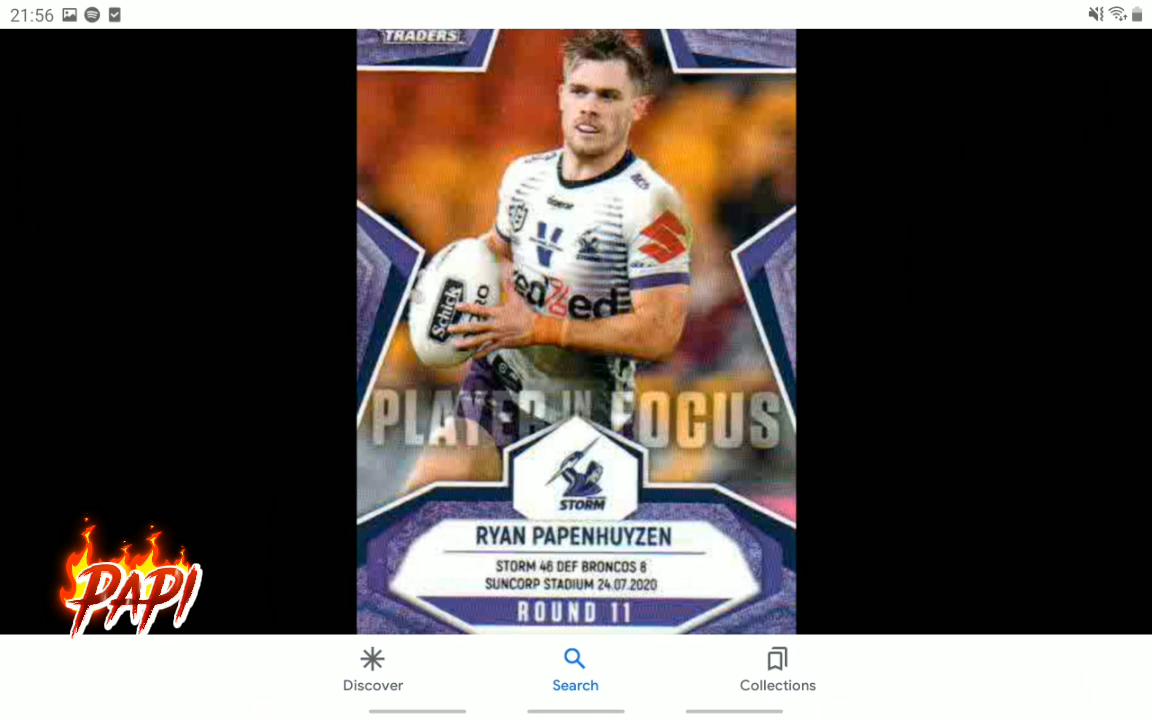 21:56
TRADERS
Schick
PLAYER IN FOCUS
STORM
RYAN PAPENHUYZEN
STORM 46 DEF BRONCOS 8
SUNCORP STADIUM 24.07.2020
ROUND 11
PAPI
Discover
Search
Collections